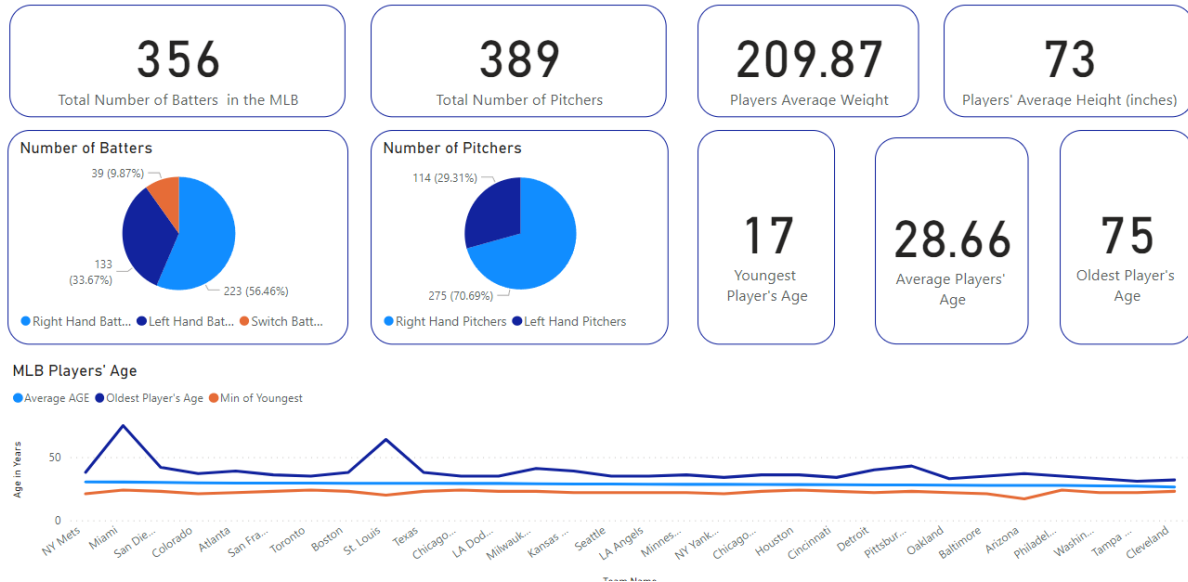 356
Total Number of Batters in the MLB
389
Total Number of Pitchers
209.87
Players Average Weight
73
Players' Average Height (inches)
Number of Batters
39 (9.87%)
133
(33.67%)
223 (56.46%)
Right Hand Batt... Left Hand Bat... Switch Batt...
Number of Pitchers
114 (29.31%)
275 (70.69%)
Right Hand Pitchers Left Hand Pitchers
17
Youngest
Player's Age
28.66
Average Players'
Age
75
Oldest Player's
Age
MLB Players' Age
Average AGE Oldest Player's Age Min of Youngest
Age in Years
50
0
NY Mets
Miami
San Die...
Colorado
Atlanta
San Fra...
Toronto
Boston
St. Louis
Texas
Chicago...
LA Dod...
Milwauk...
Kansas ...
Seattle
LA Angels
Minnes...
NY Yank...
Chicago...
Houston
Cincinnati
Detroit
Pittsbur...
Oakland
Baltimore
Arizona
Philadel...
Washin...
Tampa ...
Cleveland
Team Name